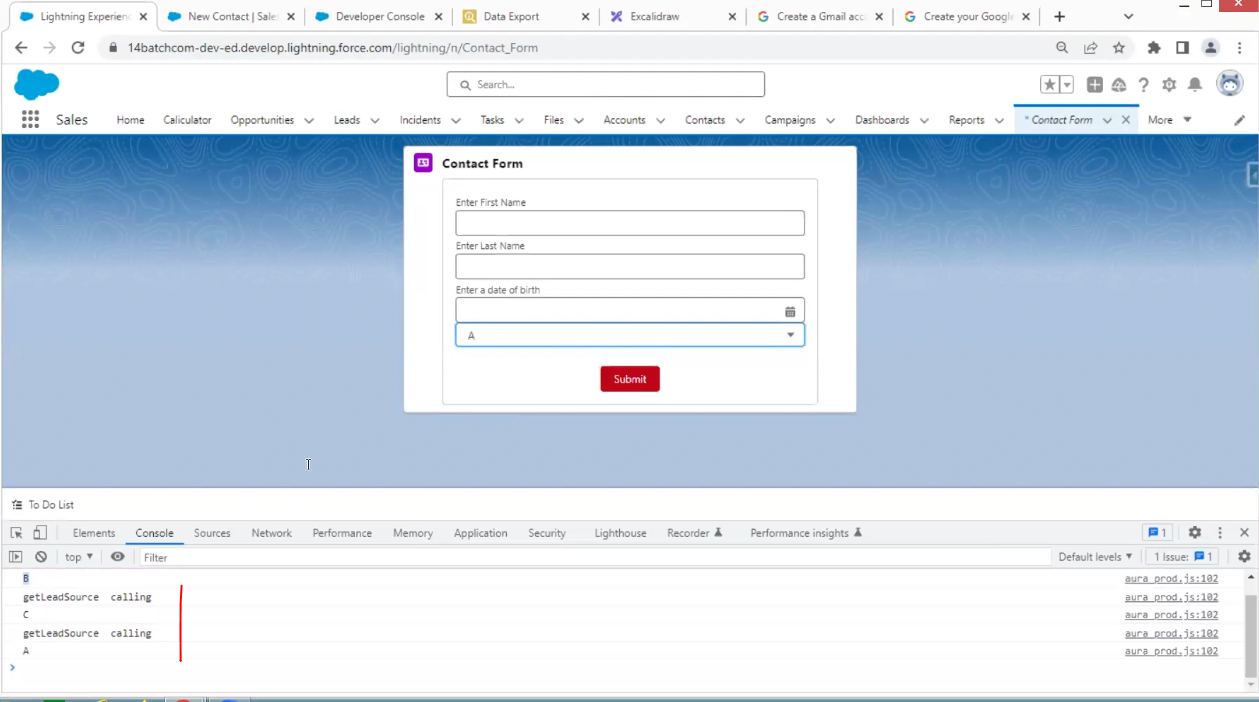 Lightning Experienc
New Contact | Sales
Developer Console
Data Export
Excalidraw
Create a Gmail acc
Create your Google
14batchcom-dev-ed.develop.lightning.force.com/lightning/n/Contact_Form
Search...
Sales Home Calculator Opportunities Leads Incidents Tasks Files Accounts Contacts Campaigns Dashboards Reports * Contact Form More
Contact Form
Enter First Name
Enter Last Name
Enter a date of birth
A
Submit
To Do List
Elements Console Sources Network Performance Memory Application Security Lighthouse Recorder Performance insights 1
top Filter Default levels 1 Issue: 1
B aura_prod.js:102
getLeadSource calling aura_prod.js:102
C aura_prod.js:102
getLeadSource calling aura_prod.js:102
A aura_prod.js:102